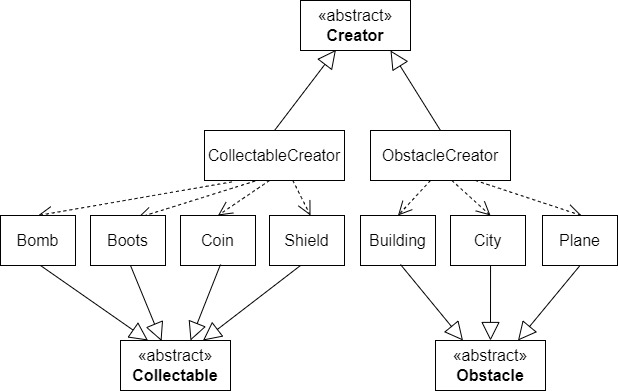 «abstract»
Creator
CollectableCreator
ObstacleCreator
Bomb
Boots
Coin
Shield
Building
City
Plane
«abstract»
Collectable
«abstract»
Obstacle